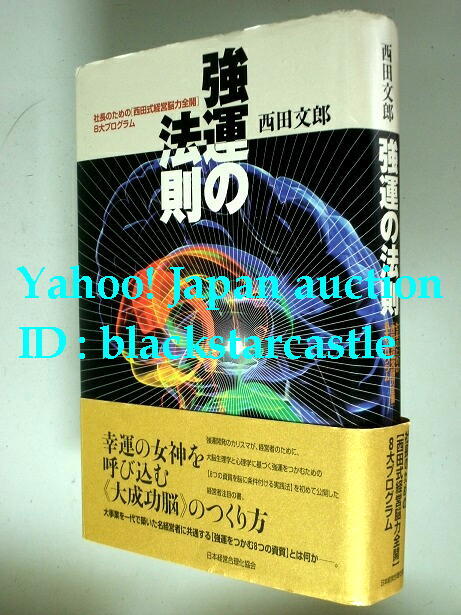 社長のための[西田式経営脳力全開]
8大プログラム
強運の
法則
西田文郎
西田文郎
強運の法則
Yahoo! Japan auction
ID : blackstarcastle
幸運の女神を
呼び込む
《大成功脳》のつくり方
強運開発のカリスマが、経営者のために、
大脳生理学と心理学に基づく強運をつかむための
[8つの資質を脳に条件付ける実践法]を初めて公開した
経営者注目の書。
大事業を一代で築いた名経営者に共通する[強運をつかむ8つの資質]とは何か――。
日本経営合理化協会
[西田式経営脳力全開]
8大プログラム